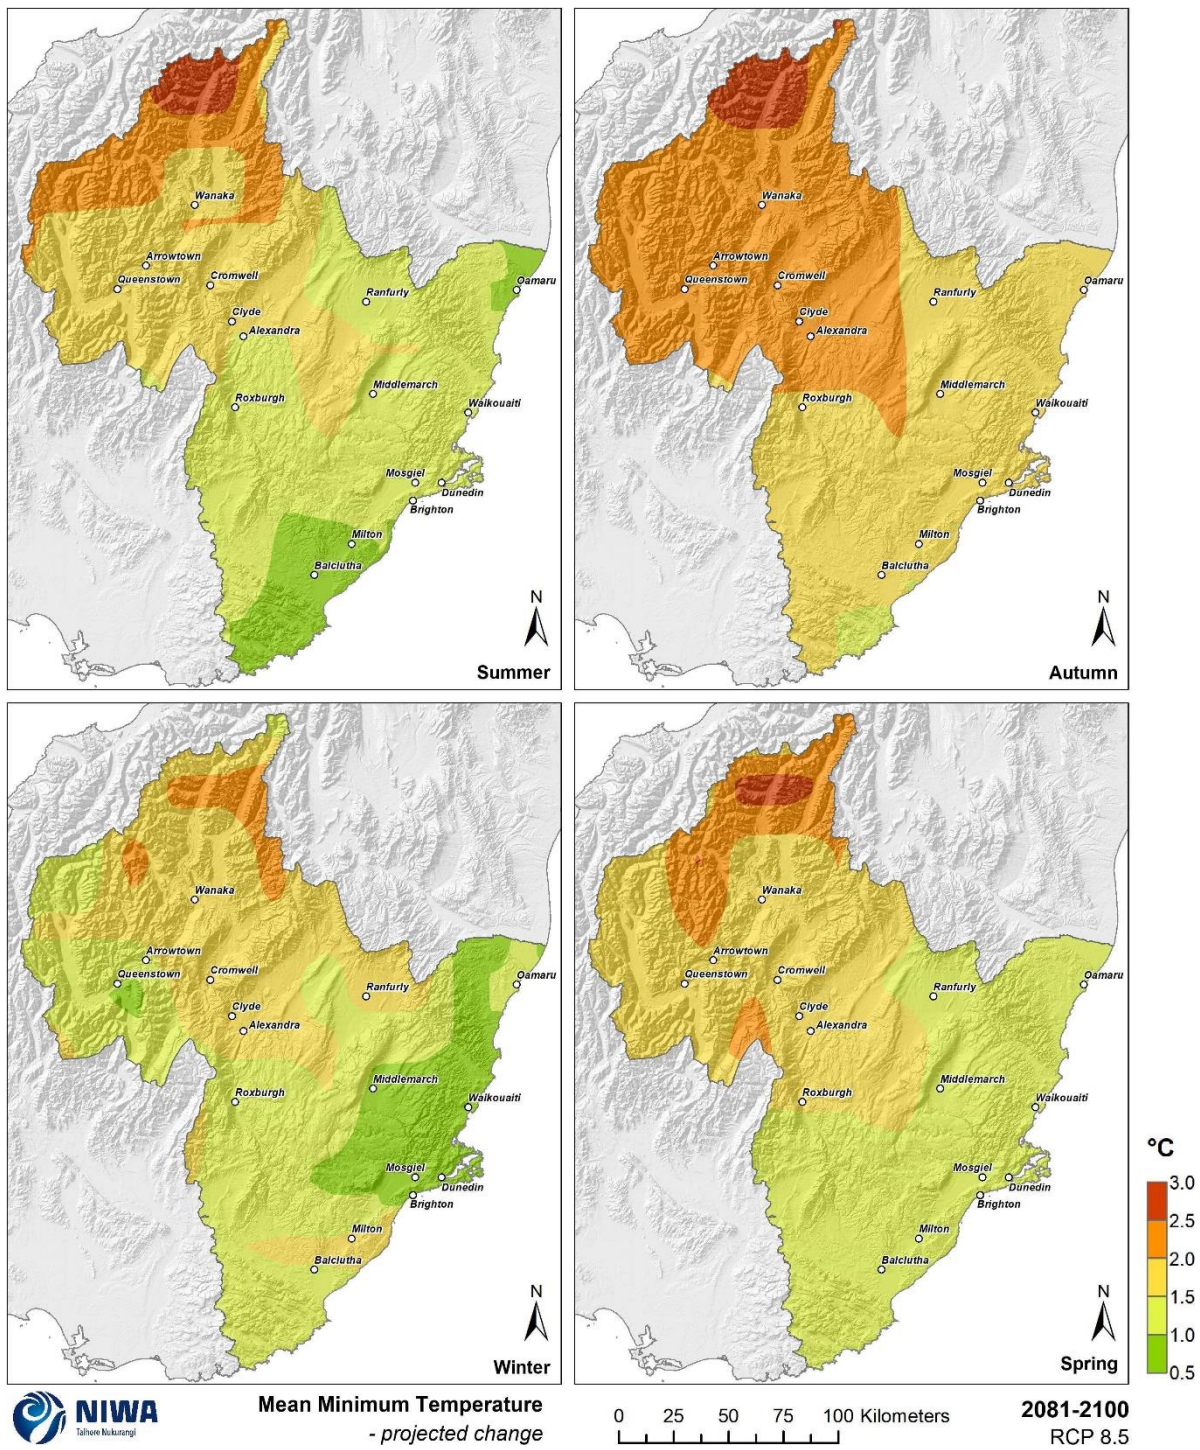 Wanaka
Arrowtown
Queenstown
Cromwell
Clyde
Alexandra
Ranfurly
Oamaru
Roxburgh
Middlemarch
Waikouaiti
Mosgiel
Dunedin
Brighton
Milton
Balclutha
N
Summer
Wanaka
Arrowtown
Queenstown
Cromwell
Clyde
Alexandra
Ranfurly
Oamaru
Roxburgh
Middlemarch
Waikouaiti
Mosgiel
Dunedin
Brighton
Milton
Balclutha
N
Autumn
Wanaka
Arrowtown
Queenstown
Cromwell
Clyde
Alexandra
Ranfurly
Oamaru
Roxburgh
Middlemarch
Waikouaiti
Mosgiel
Dunedin
Brighton
Milton
Balclutha
N
Winter
Wanaka
Arrowtown
Queenstown
Cromwell
Clyde
Alexandra
Ranfurly
Oamaru
Roxburgh
Middlemarch
Waikouaiti
Mosgiel
Dunedin
Brighton
Milton
Balclutha
N
Spring
°C
3.0
2.5
2.0
1.5
1.0
0.5
NIWA
Taihoro Nukurangi
Mean Minimum Temperature
- projected change
0 25 50 75 100 Kilometers
2081-2100
RCP 8.5